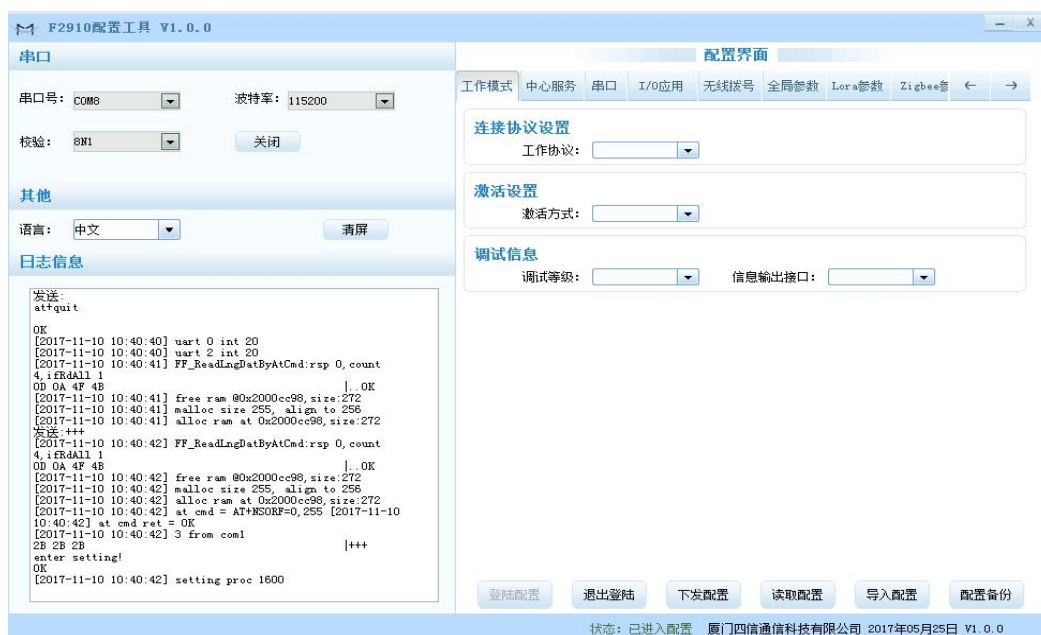 F2910配置工具 V1.0.0
串口
串口号： COM8 波特率： 115200
校验： 8N1 关闭
其他
语言： 中文 清屏
日志信息
发送:
at+quit
OK
[2017-11-10 10:40:40] uart 0 int 20
[2017-11-10 10:40:40] uart 2 int 20
[2017-11-10 10:40:41] FF_ReadLngDatByAtCmd:rsp 0,count
4,ifRdAll 1
0D 0A 4F 4B |..OK
[2017-11-10 10:40:41] free ram @0x2000cc98,size:272
[2017-11-10 10:40:41] malloc size 255, align to 256
[2017-11-10 10:40:41] alloc ram at 0x2000cc98,size:272
发送:+++
[2017-11-10 10:40:42] FF_ReadLngDatByAtCmd:rsp 0,count
4,ifRdAll 1
0D 0A 4F 4B |..OK
[2017-11-10 10:40:42] free ram @0x2000cc98,size:272
[2017-11-10 10:40:42] malloc size 255, align to 256
[2017-11-10 10:40:42] alloc ram at 0x2000cc98,size:272
[2017-11-10 10:40:42] at cmd = AT+NSORF=0,255 [2017-11-10
10:40:42] at cmd ret = OK
[2017-11-10 10:40:42] 3 from com1
2B 2B 2B |+++
enter setting!
OK
[2017-11-10 10:40:42] setting proc 1600
配置界面
工作模式 中心服务 串口 I/O应用 无线拨号 全局参数 Lora参数 Zigbee
连接协议设置
工作协议：
激活设置
激活方式：
调试信息
调试等级： 信息输出接口：
登陆配置 退出登陆 下发配置 读取配置 导入配置 配置备份
状态： 已进入配置 厦门四信通信科技有限公司 2017年05月25日 V1.0.0